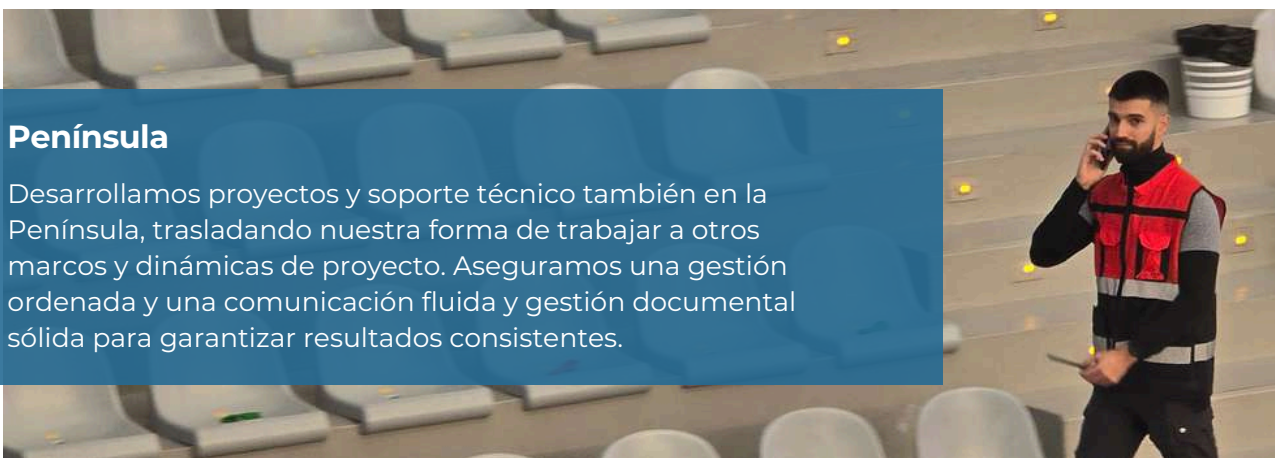 Península
Desarrollamos proyectos y soporte técnico también en la
Península, trasladando nuestra forma de trabajar a otros
marcos y dinámicas de proyecto. Aseguramos una gestión
ordenada y una comunicación fluida y gestión documental
sólida para garantizar resultados consistentes.